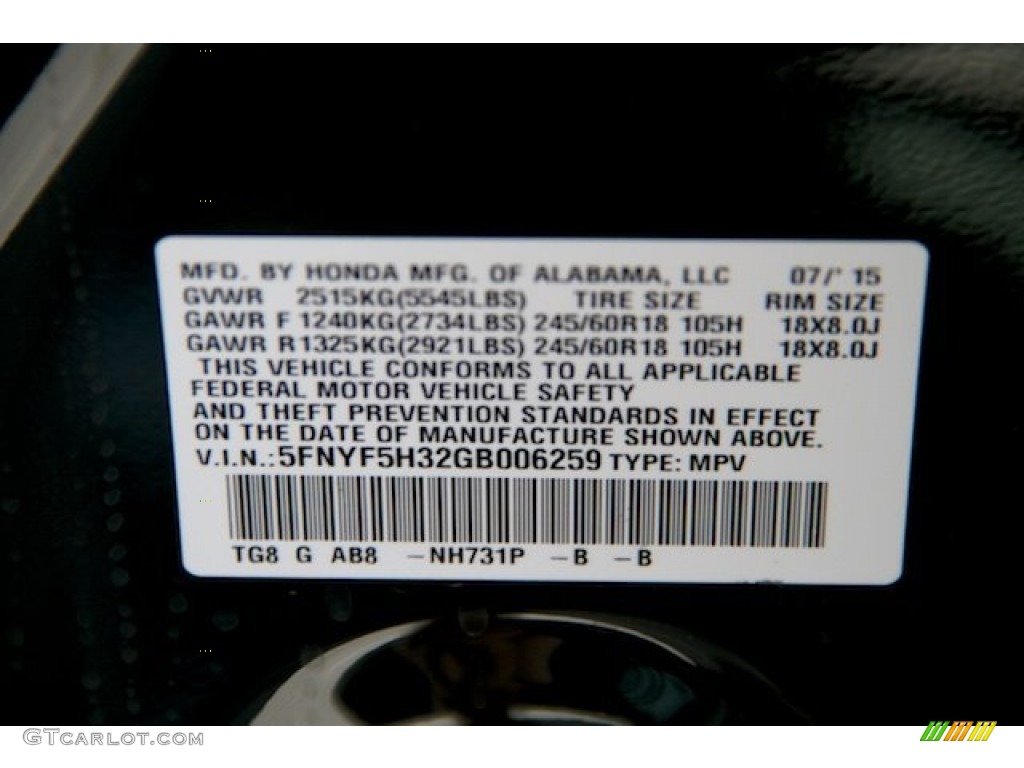 MFD. BY HONDA MFG. OF ALABAMA, LLC 07/' 15
GVWR 2515KG(5545LBS) TIRE SIZE RIM SIZE
GAWR F 1240KG(2734LBS) 245/60R18 105H 18X8.0J
GAWR R1325KG(2921LBS) 245/60R18 105H 18X8.0J
THIS VEHICLE CONFORMS TO ALL APPLICABLE
FEDERAL MOTOR VEHICLE SAFETY
AND THEFT PREVENTION STANDARDS IN EFFECT
ON THE DATE OF MANUFACTURE SHOWN ABOVE.
V.I.N.:5FNYF5H32GB006259 TYPE: MPV
TG8 G AB8 –NH731P –B –B
GTCARLOT.COM